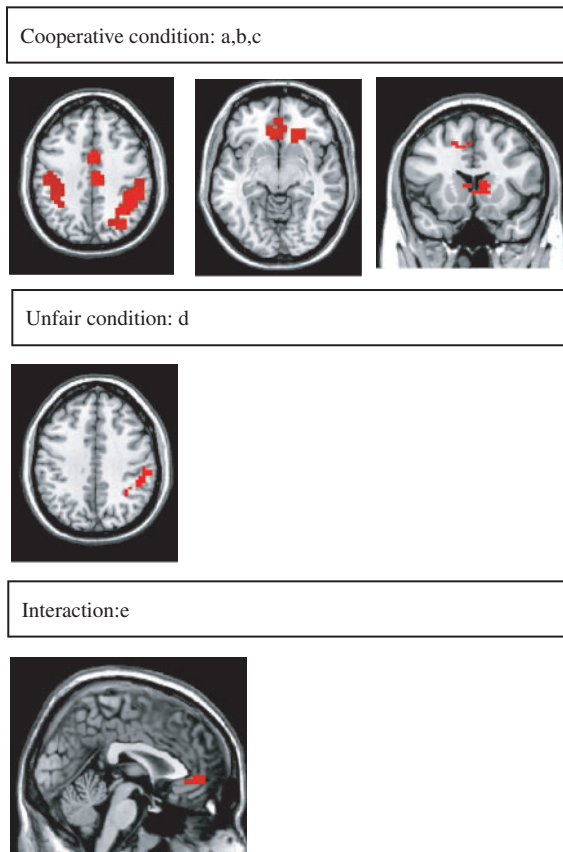 Cooperative condition: a,b,c
Unfair condition: d
Interaction:e